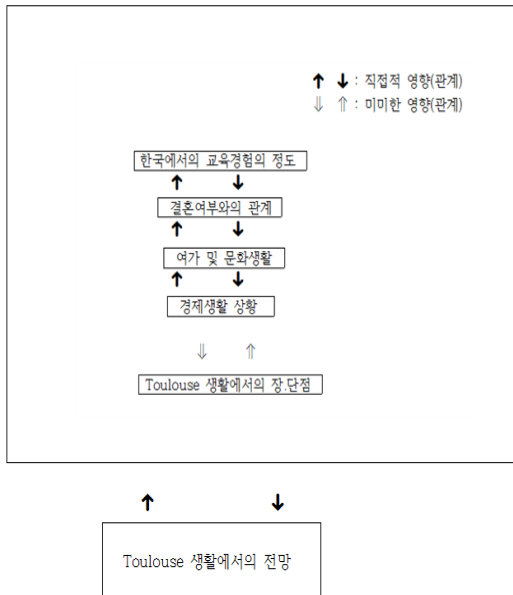 ↑ ↓ : 직접적 영향(관계)
⇓ ⇑ : 미미한 영향(관계)
한국에서의 교육경험의 정도
↑ ↓
결혼여부와의 관계
↑ ↓
여가 및 문화생활
↑ ↓
경제생활 상황
⇓ ⇑
Toulouse 생활에서의 장.단점
↑ ↓
Toulouse 생활에서의 전망